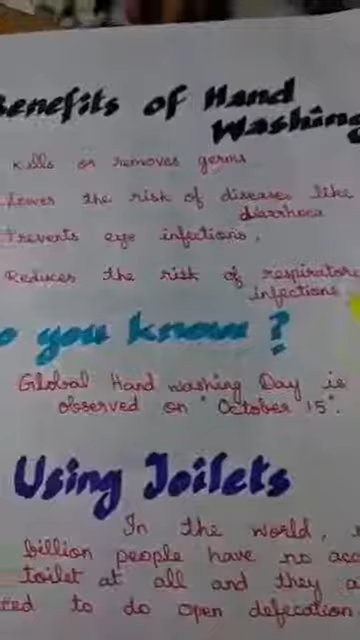 Benefits of Hand
Washing
Kills or removes germs
Lowers the risk of diseases like
diarrhoea
Prevents eye infections,
Reduces the risk of respiratory
infections
o you know?
Global Hand washing Day is
observed on "October 15".
Using Toilets
In the world,
billion people have no acc
toilet at all and they a
red to do open defecation